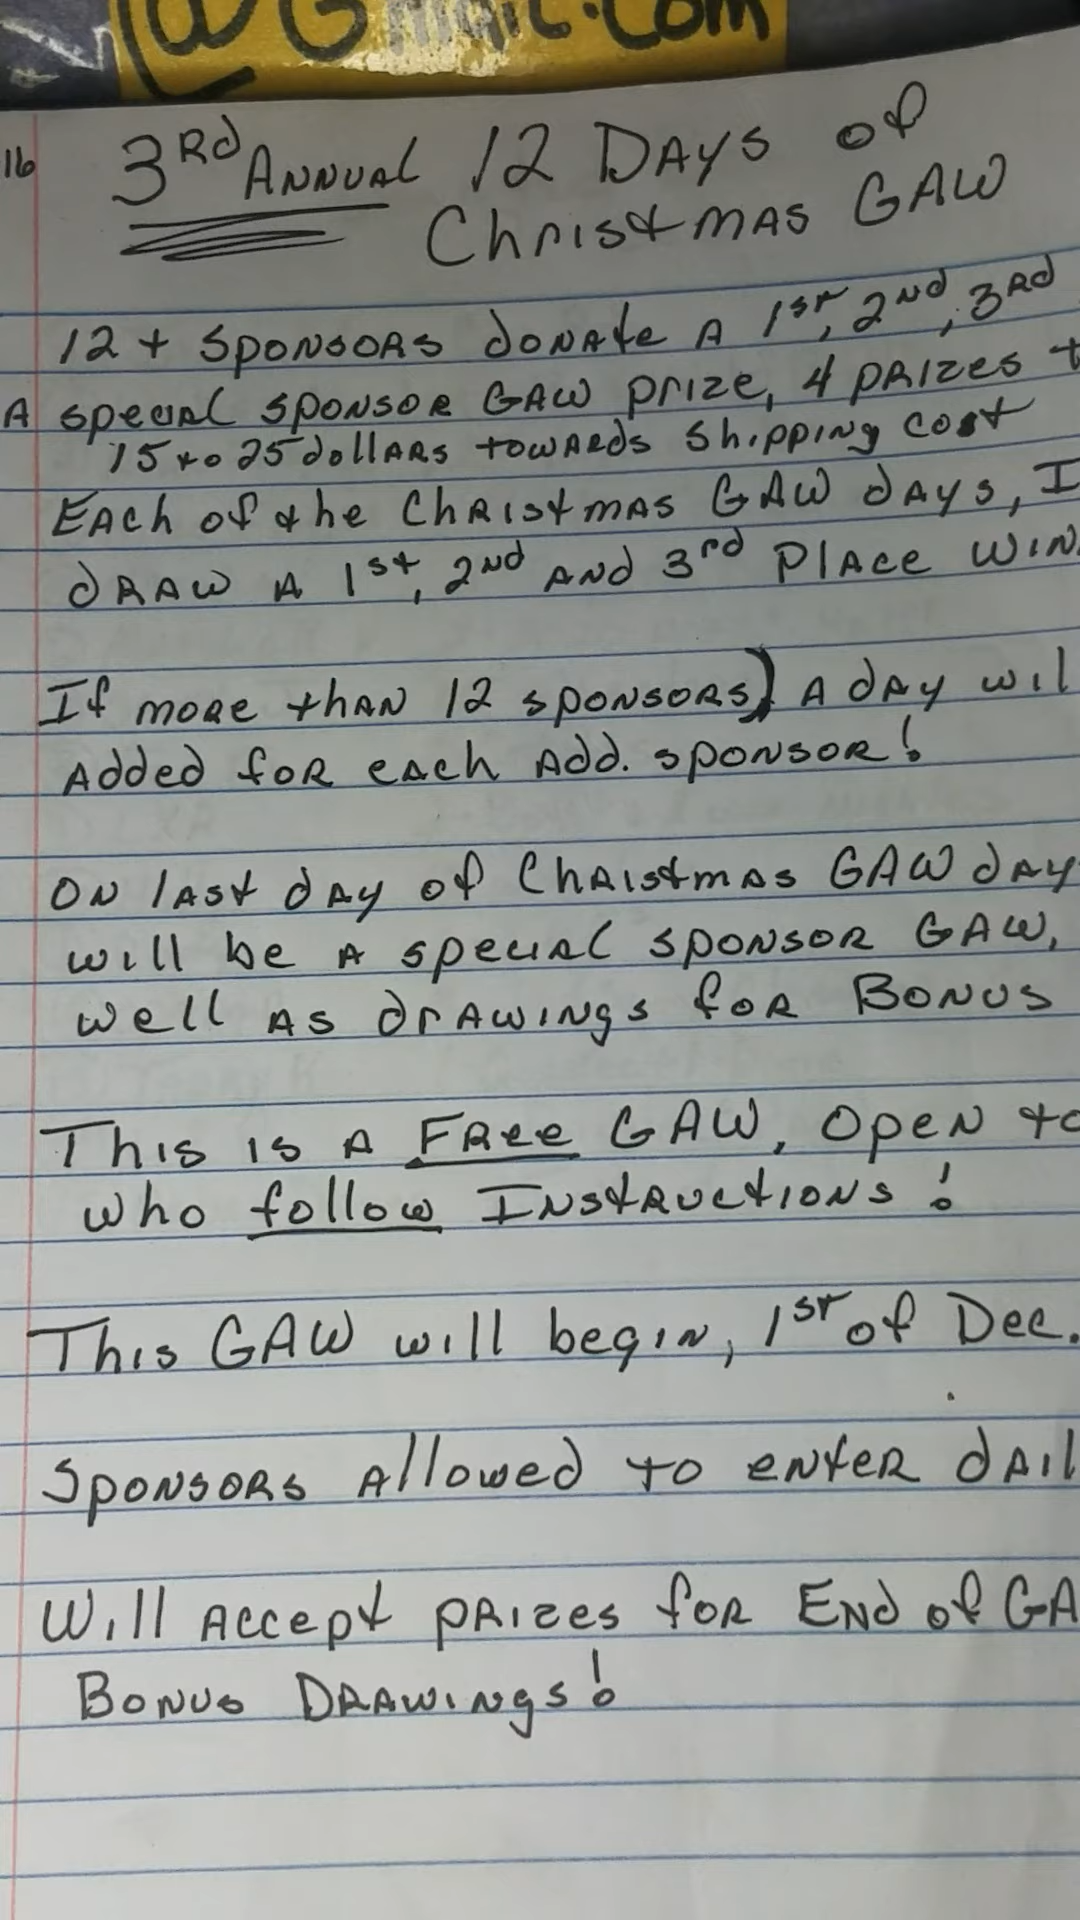 @Gmail.com
16
3Rd Annual 12 Days of
Christmas GAW
12+ Sponsors donate A 1st, 2nd, 3Rd
A special sponsor GAW prize, 4 prizes +
15 to 25 dollars towards shipping cost
Each of the Christmas GAW days, I
draw A 1st, 2nd And 3rd Place Win
If more than 12 sponsors) A day wil
Added for each Add. sponsor!
On last day of Christmas GAW day
will be A special sponsor GAW,
well As drawings for Bonus
This is A Free GAW, Open to
who follow Instructions!
This GAW will begin, 1st of Dec.
Sponsors Allowed to enter dail
Will Accept prizes for End of GA
Bonus Drawings!